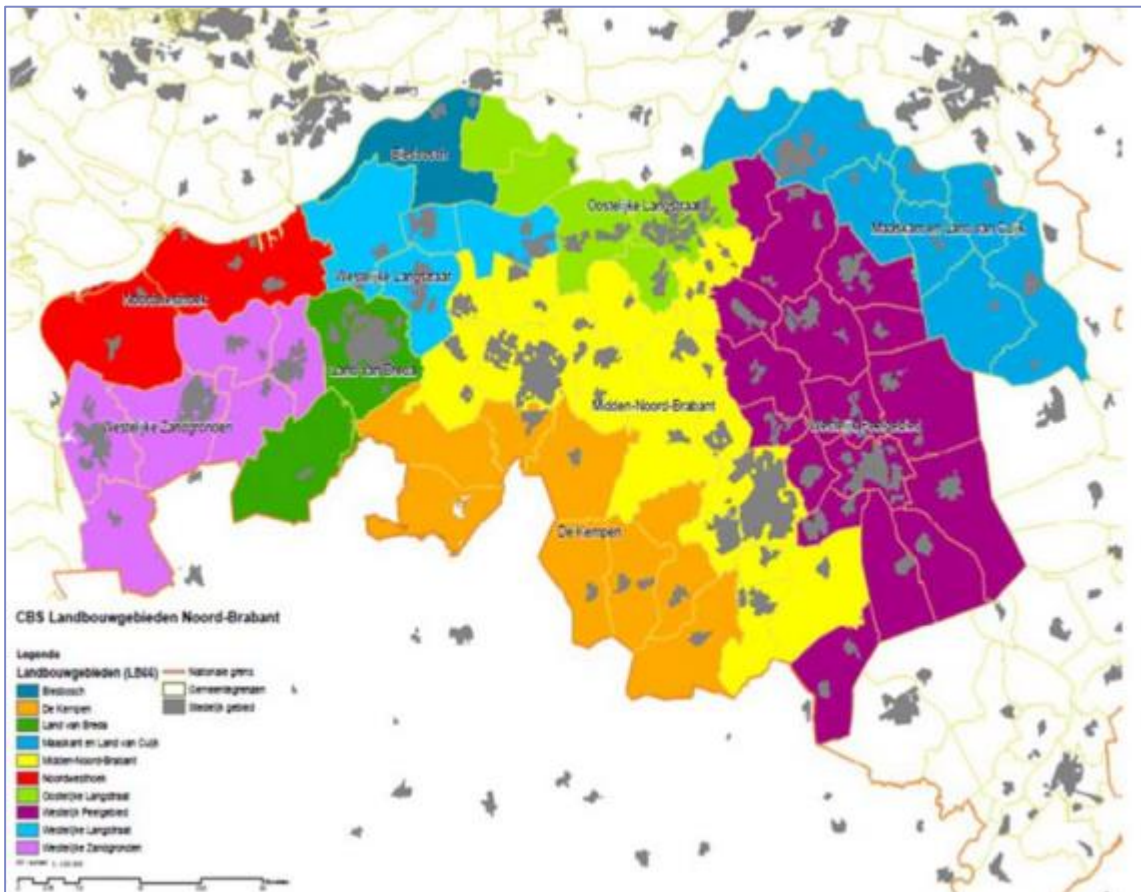 Biesbosch
Oostelijke Langstraat
Maaskant en Land van Cuijk
Westelijke Langstraat
Noordwesthoek
Land van Breda
Midden-Noord-Brabant
Westelijke Zandgronden
Westelijk Peelgebied
De Kempen
CBS Landbouwgebieden Noord-Brabant
Legenda
Landbouwgebieden (LB66)
Nationale grens
Biesbosch
Gemeentegrenzen
De Kempen
Stedelijk gebied
Land van Breda
Maaskant en Land van Cuijk
Midden-Noord-Brabant
Noordwesthoek
Oostelijke Langstraat
Westelijk Peelgebied
Westelijke Langstraat
Westelijke Zandgronden